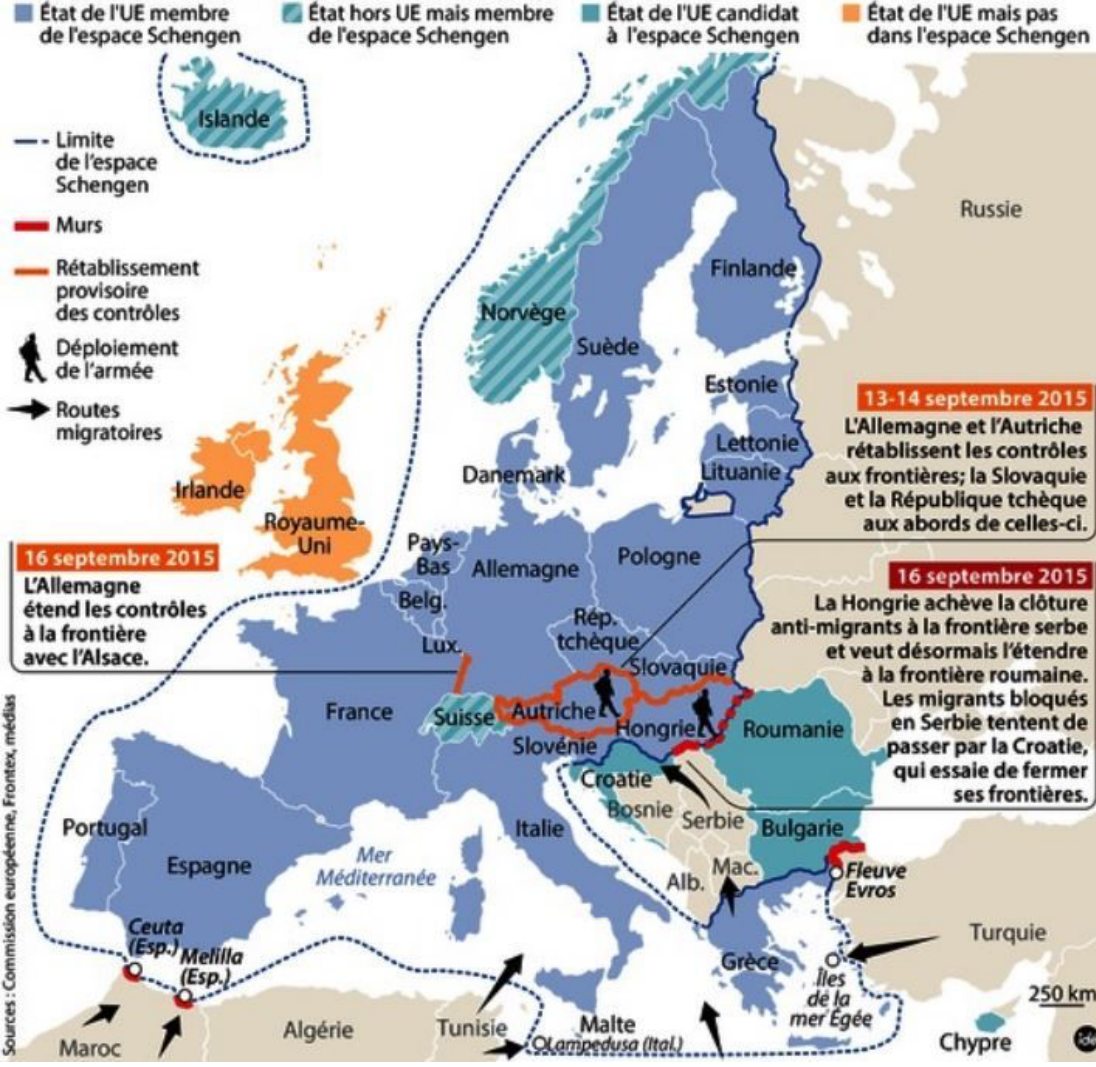 État de l'UE membre
de l'espace Schengen
État hors UE mais membre
de l'espace Schengen
État de l'UE candidat
à l'espace Schengen
État de l'UE mais pas
dans l'espace Schengen
Islande
Limite
de l'espace
Schengen
Murs
Rétablissement
provisoire
des contrôles
Déploiement
de l'armée
Routes
migratoires
Russie
Finlande
Norvège
Suède
Estonie
Lettonie
Lituanie
Danemark
Irlande
Royaume-
Uni
13-14 septembre 2015
L'Allemagne et l'Autriche
rétablissent les contrôles
aux frontières; la Slovaquie
et la République tchèque
aux abords de celles-ci.
16 septembre 2015
L'Allemagne
étend les contrôles
à la frontière
avec l'Alsace.
Pays-
Bas
Allemagne
Pologne
Belg.
Lux.
Rép.
tchèque
Slovaquie
16 septembre 2015
La Hongrie achève la clôture
anti-migrants à la frontière serbe
et veut désormais l'étendre
à la frontière roumaine.
Les migrants bloqués
en Serbie tentent de
passer par la Croatie,
qui essaie de fermer
ses frontières.
France
Suisse
Autriche
Hongrie
Roumanie
Slovénie
Croatie
Bosnie
Serbie
Bulgarie
Portugal
Espagne
Italie
Mer
Méditerranée
Alb.
Mac.
Fleuve
Evros
Ceuta
(Esp.)
Melilla
(Esp.)
Grèce
Turquie
Îles
de la
mer Égée
250 km
Maroc
Algérie
Tunisie
Malte
Lampedusa (Ital.)
Chypre
idé
Sources : Commission européenne, Frontex, médias